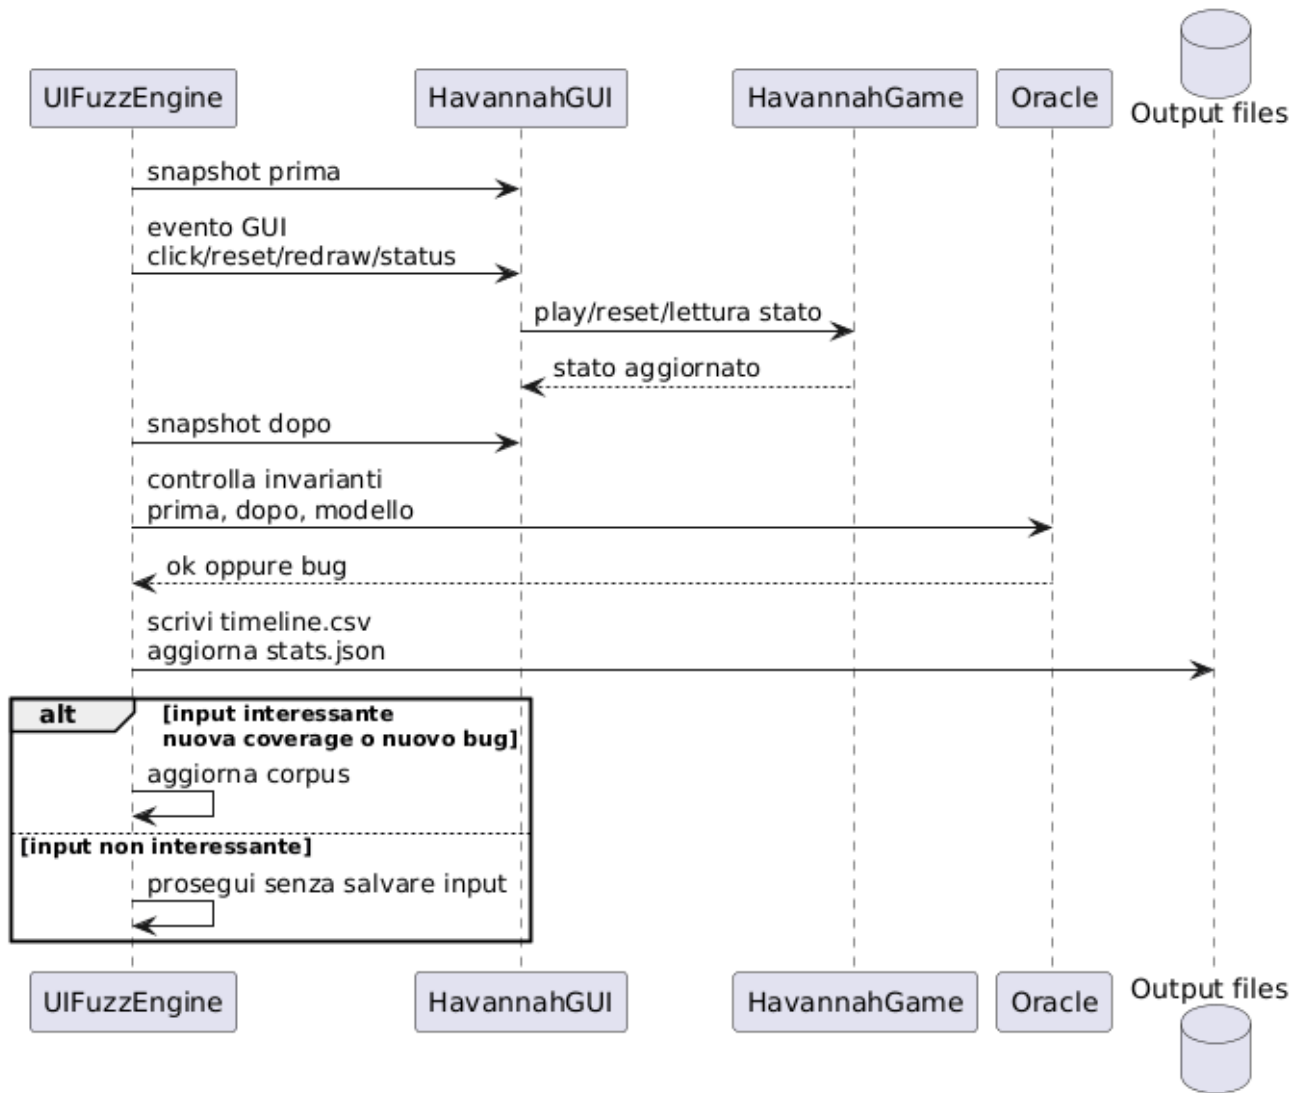 UIFuzzEngine
HavannahGUI
HavannahGame
Oracle
Output files
snapshot prima
evento GUI
click/reset/redraw/status
play/reset/lettura stato
stato aggiornato
snapshot dopo
controlla invarianti
prima, dopo, modello
ok oppure bug
scrivi timeline.csv
aggiorna stats.json
alt
[input interessante
nuova coverage o nuovo bug]
aggiorna corpus
[input non interessante]
prosegui senza salvare input
UIFuzzEngine
HavannahGUI
HavannahGame
Oracle
Output files